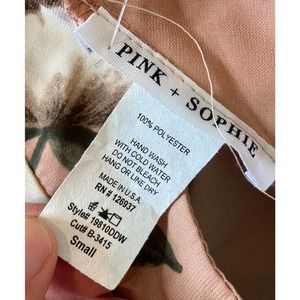 PINK + SOPHIE
100% POLYESTER
HAND WASH
WITH COLD WATER
DO NOT BLEACH
HANG OR LINE DRY
MADE IN U.S.A
RN # 126937
Style# 19810DDW
Cut# B-3415
Small